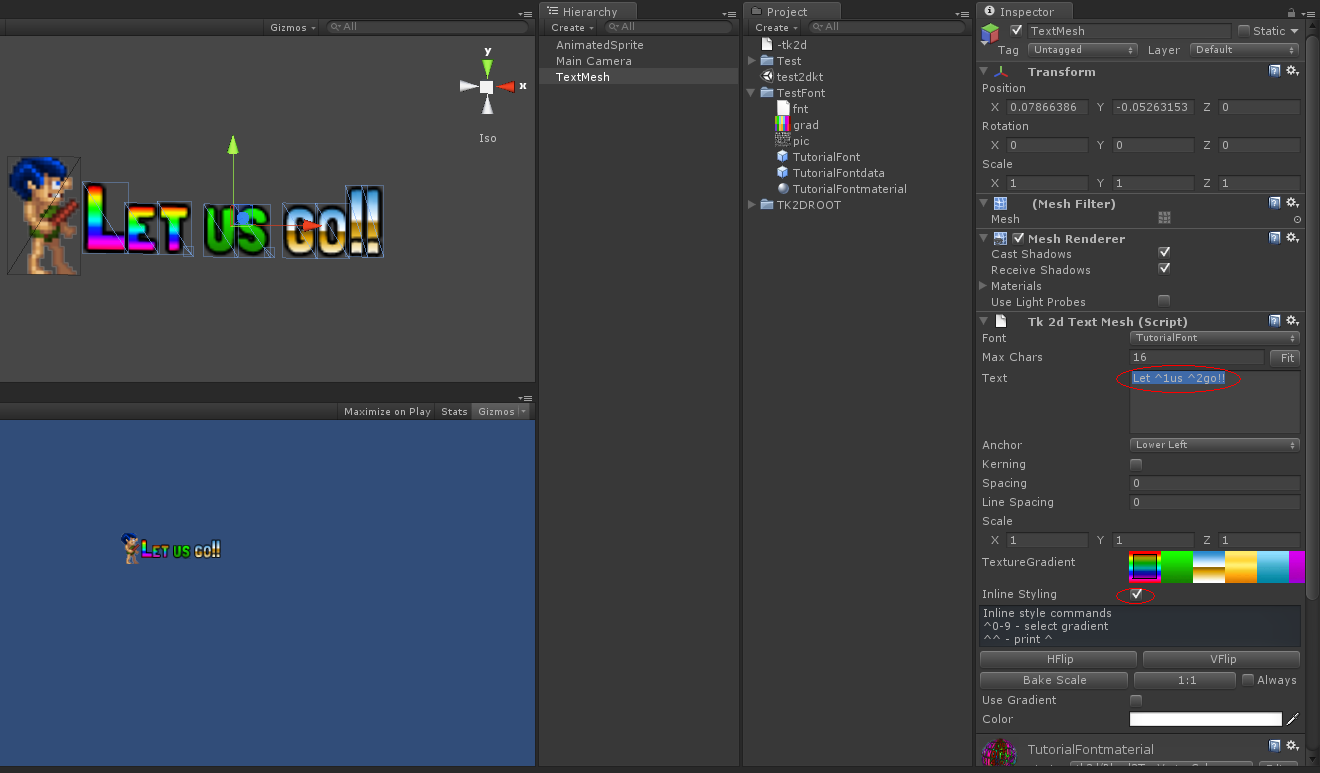 Gizmos
All
y
x
Iso
LET US GO!!
Maximize on Play
Stats
Gizmos
LET US GO!!
Hierarchy
Create
All
AnimatedSprite
Main Camera
TextMesh
Project
Create
All
-tk2d
Test
test2dkt
TestFont
fnt
grad
pic
TutorialFont
TutorialFontdata
TutorialFontmaterial
TK2DROOT
Inspector
TextMesh
Static
Tag Untagged Layer Default
Transform
Position
X 0.07866386 Y -0.05263153 Z 0
Rotation
X 0 Y 0 Z 0
Scale
X 1 Y 1 Z 1
(Mesh Filter)
Mesh
Mesh Renderer
Cast Shadows
Receive Shadows
Materials
Use Light Probes
Tk 2d Text Mesh (Script)
Font TutorialFont
Max Chars 16 Fit
Text Let ^1us ^2go!!
Anchor Lower Left
Kerning
Spacing 0
Line Spacing 0
Scale
X 1 Y 1 Z 1
TextureGradient
Inline Styling
Inline style commands
^0-9 - select gradient
^^ - print ^
HFlip VFlip
Bake Scale 1:1 Always
Use Gradient
Color
TutorialFontmaterial